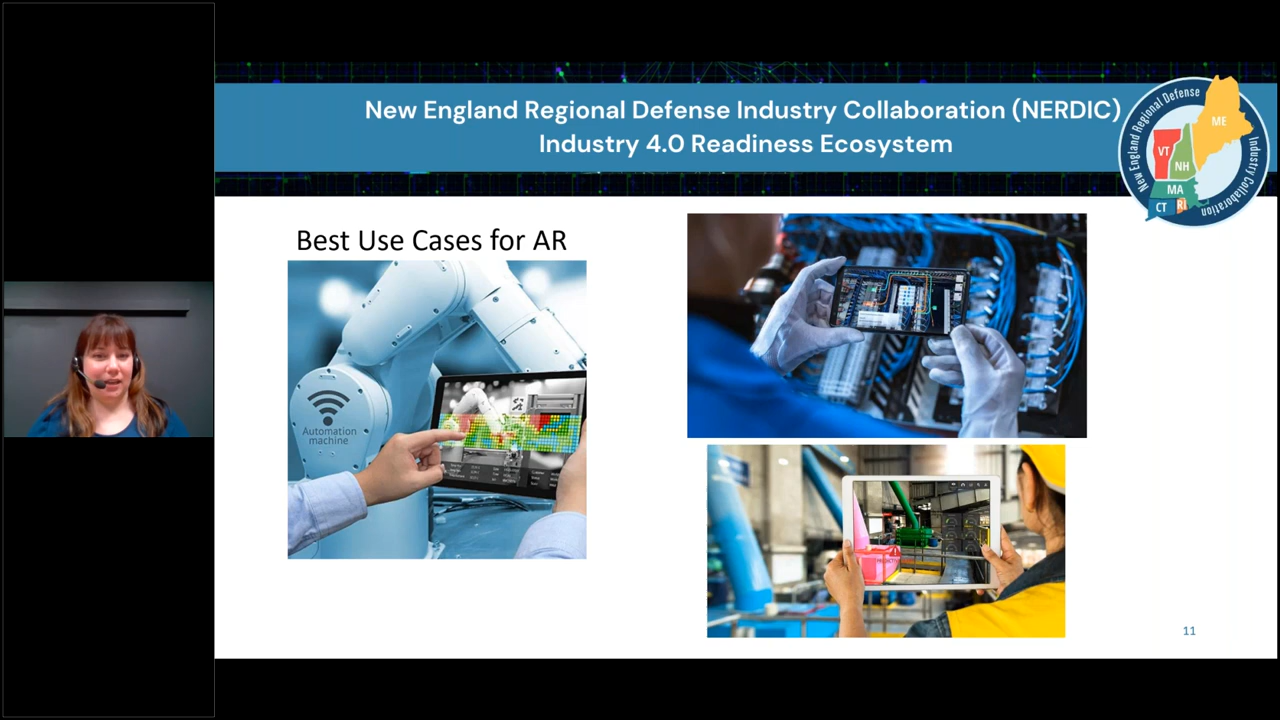 New England Regional Defense Industry Collaboration (NERDIC)
Industry 4.0 Readiness Ecosystem
New England Regional Defense
Industry Collaboration
ME
VT
NH
MA
CT
RI
Best Use Cases for AR
Automation
machine
11